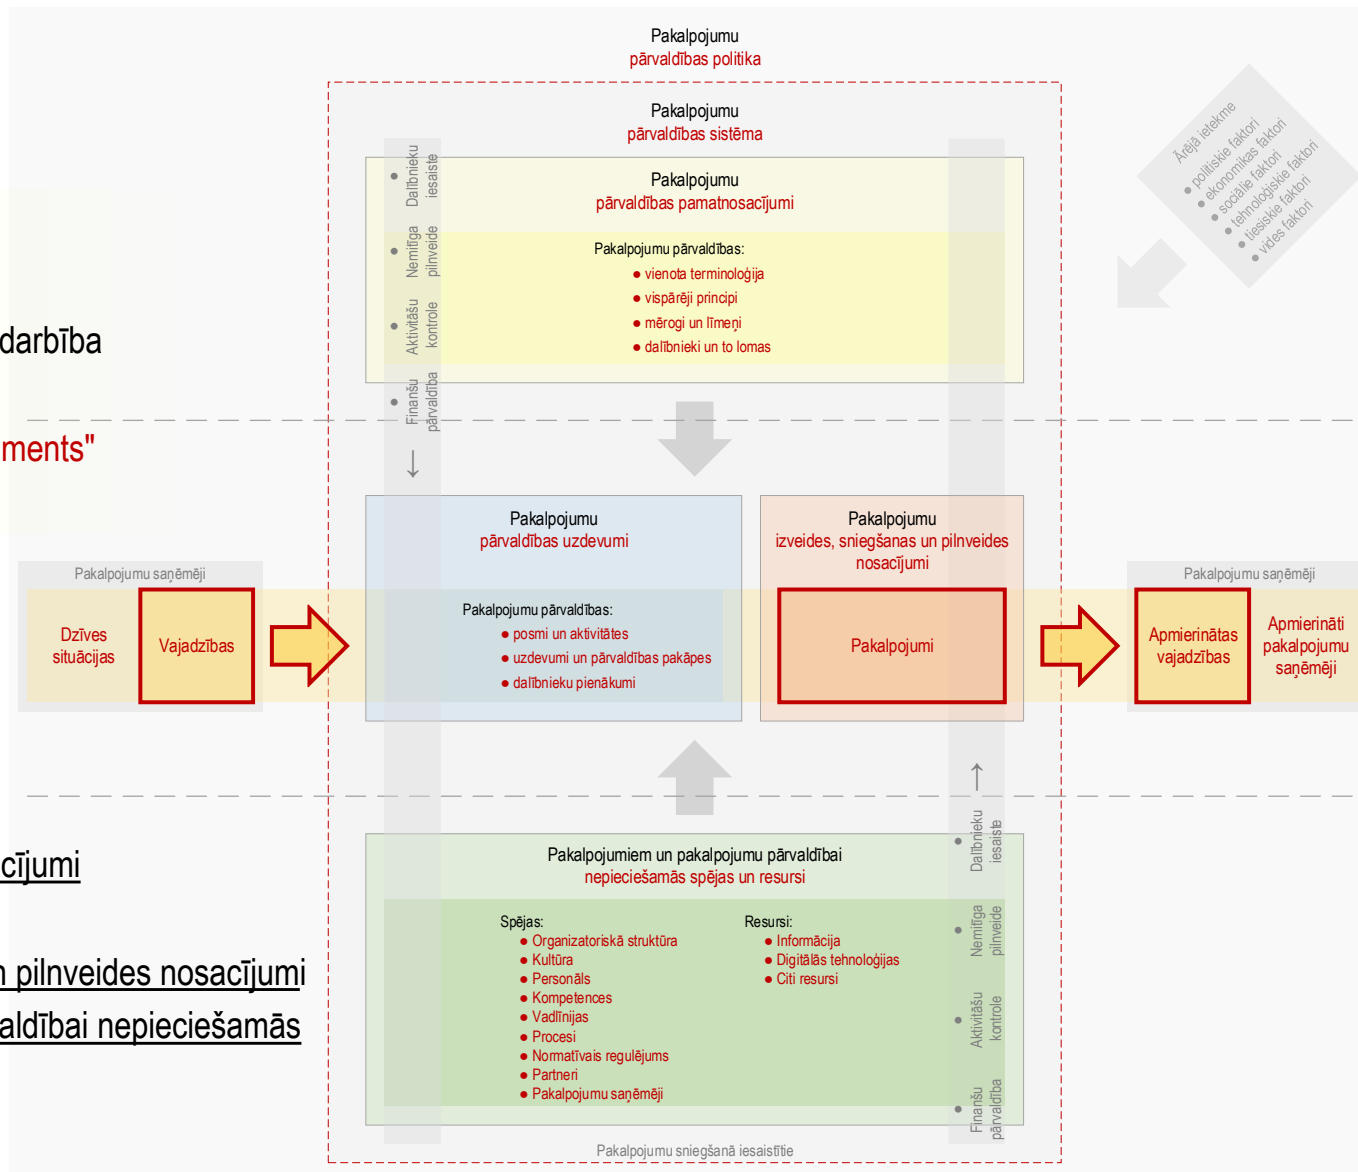 Pakalpojumu
pārvaldības politika
Pakalpojumu
pārvaldības sistēma
Ārējā ietekme
● politiskie faktori
● ekonomikas faktori
● sociālie faktori
● tehnoloģiskie faktori
● tiesiskie faktori
● vides faktori
● Dalībnieku
iesaiste
● Nemitīga
pilnveide
● Aktivitāšu
kontrole
● Finanšu
pārvaldība
←
Pakalpojumu
pārvaldības pamatnosacījumi
Pakalpojumu pārvaldības:
● vienota terminoloģija
● vispārēji principi
● mērogi un līmeņi
● dalībnieki un to lomas
darbība
ments"
Pakalpojumu
pārvaldības uzdevumi
Pakalpojumu pārvaldības:
● posmi un aktivitātes
● uzdevumi un pārvaldības pakāpes
● dalībnieku pienākumi
Pakalpojumu
izveides, sniegšanas un pilnveides
nosacījumi
Pakalpojumi
Pakalpojumu saņēmēji
Dzīves
situācijas
Vajadzības
Pakalpojumu saņēmēji
Apmierinātas
vajadzības
Apmierināti
pakalpojumu
saņēmēji
cījumi
n pilnveides nosacījumi
valdībai nepieciešamās
Pakalpojumiem un pakalpojumu pārvaldībai
nepieciešamās spējas un resursi
Spējas:
● Organizatoriskā struktūra
● Kultūra
● Personāls
● Kompetences
● Vadlīnijas
● Procesi
● Normatīvais regulējums
● Partneri
● Pakalpojumu saņēmēji
Resursi:
● Informācija
● Digitālās tehnoloģijas
● Citi resursi
→
● Dalībnieku
iesaiste
● Nemitīga
pilnveide
● Aktivitāšu
kontrole
● Finanšu
pārvaldība
Pakalpojumu sniegšanā iesaistītie